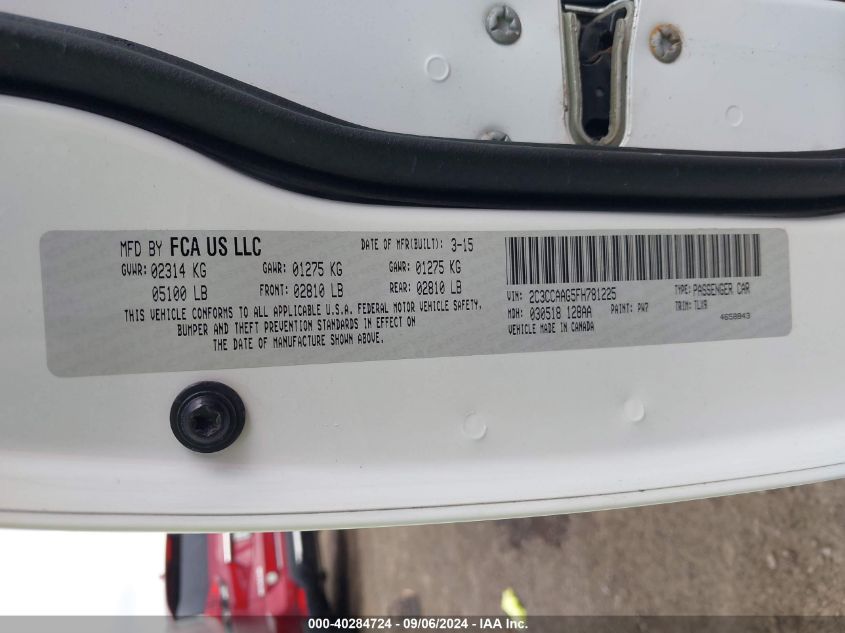 MFD BY FCA US LLC DATE OF MFR(BUILT): 3-15
GVWR: 02314 KG GAWR: 01275 KG GAWR: 01275 KG
05100 LB FRONT: 02810 LB REAR: 02810 LB
THIS VEHICLE CONFORMS TO ALL APPLICABLE U.S.A. FEDERAL MOTOR VEHICLE SAFETY,
BUMPER AND THEFT PREVENTION STANDARDS IN EFFECT ON
THE DATE OF MANUFACTURE SHOWN ABOVE.
VIN: 2C3CCAAG5FH781225 TYPE: PASSENGER CAR
MDH: 030518 128AA PAINT: PW7 TRIM: TLX9
VEHICLE MADE IN CANADA 4658843
000-40284724 - 09/06/2024 - IAA Inc.